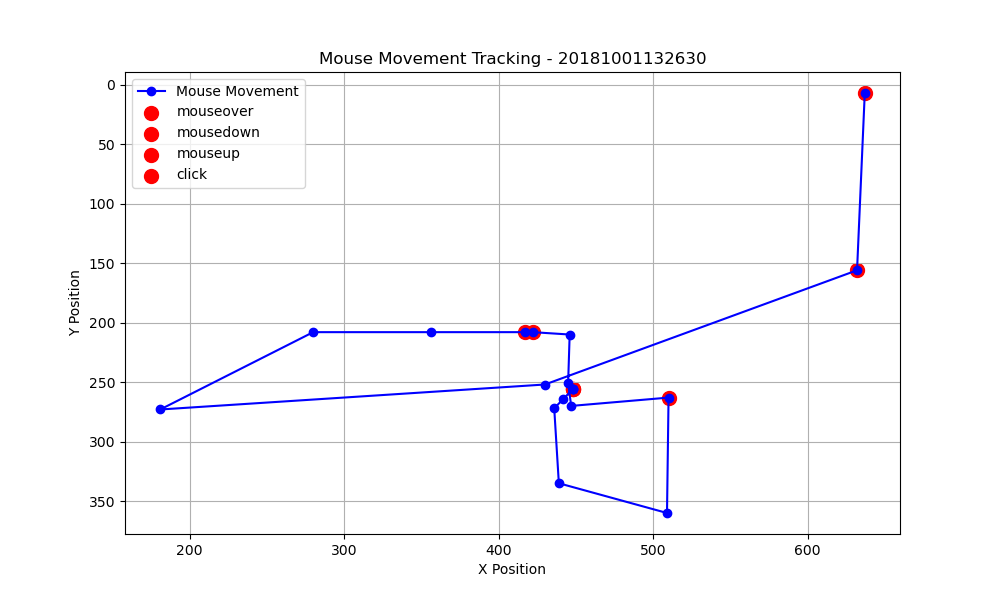 Mouse Movement Tracking - 20181001132630
Mouse Movement
mouseover
mousedown
mouseup
click
0
50
100
150
200
250
300
350
Y Position
200 300 400 500 600
X Position